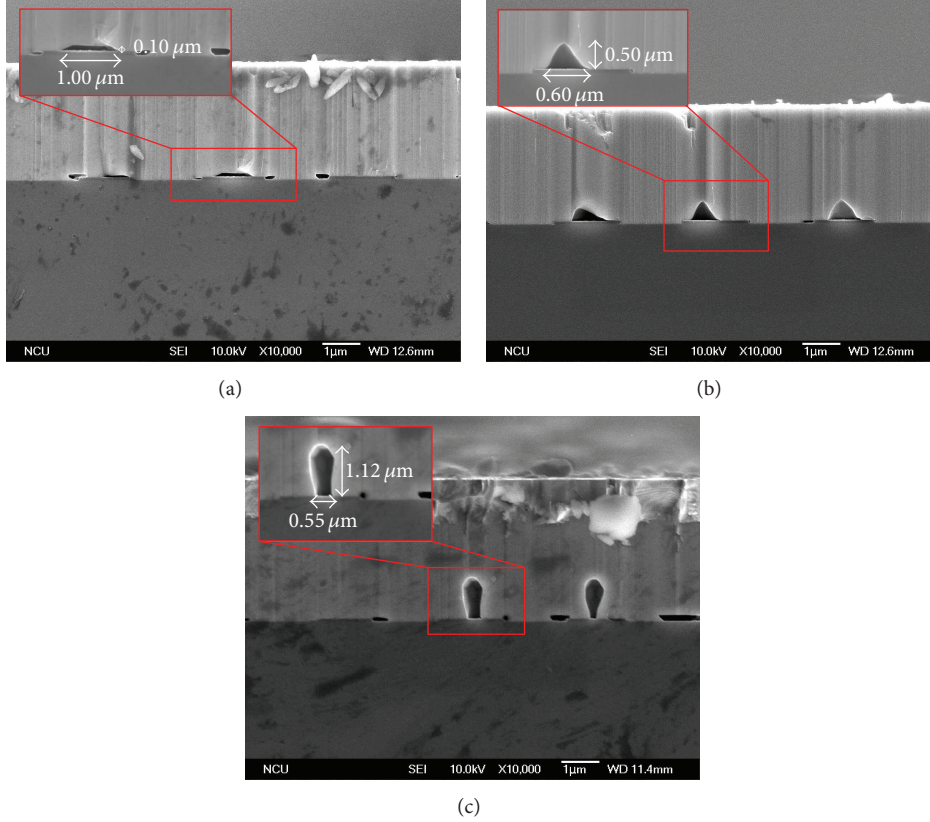 0.10 μm
1.00 μm
NCU SEI 10.0kV X10,000 1μm WD 12.6mm
(a)
0.50 μm
0.60 μm
NCU SEI 10.0kV X10,000 1μm WD 12.6mm
(b)
1.12 μm
0.55 μm
NCU SEI 10.0kV X10,000 1μm WD 11.4mm
(c)